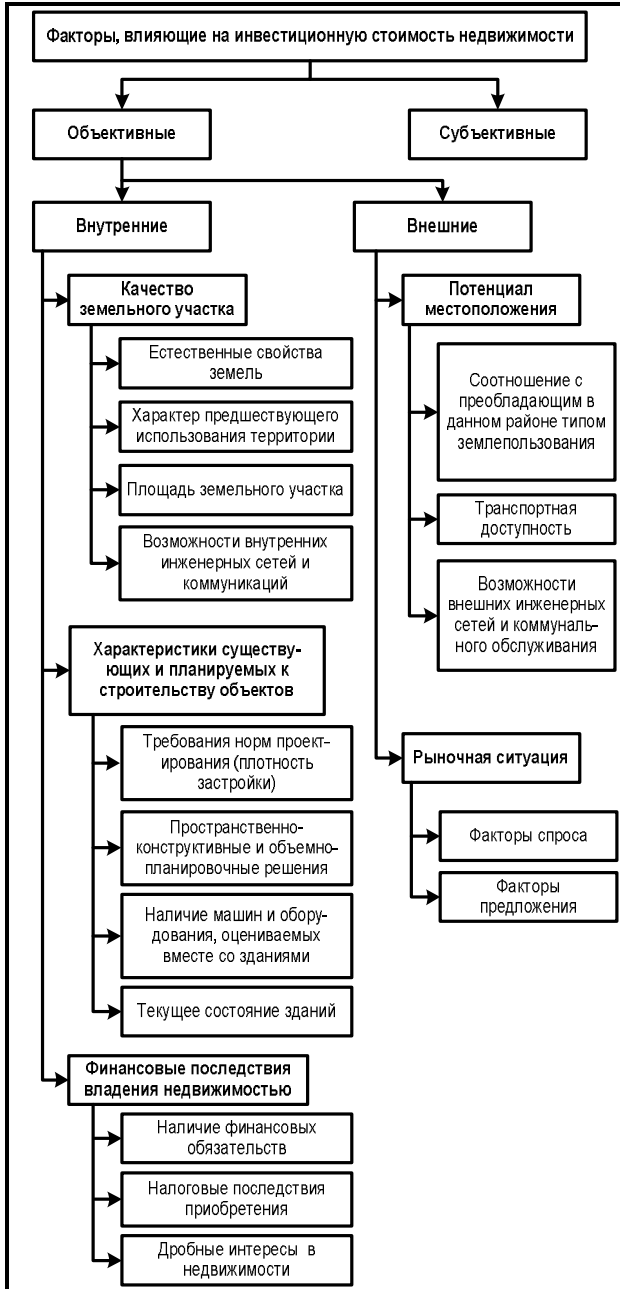 Факторы, влияющие на инвестиционную стоимость недвижимости
Объективные
Субъективные
Внутренние
Внешние
Качество
земельного участка
Естественные свойства
земель
Характер предшествующего
использования территории
Площадь земельного участка
Возможности внутренних
инженерных сетей и
коммуникаций
Характеристики существу-
ющих и планируемых к
строительству объектов
Требования норм проект-
ирования (плотность
застройки)
Пространственно-
конструктивные и объемно-
планировочные решения
Наличие машин и обору-
дования, оцениваемых
вместе со зданиями
Текущее состояние зданий
Финансовые последствия
владения недвижимостью
Наличие финансовых
обязательств
Налоговые последствия
приобретения
Дробные интересы в
недвижимости
Потенциал
местоположения
Соотношение с
преобладающим в
данном районе типом
землепользования
Транспортная
доступность
Возможности
внешних инженерных
сетей и коммуналь-
ного обслуживания
Рыночная ситуация
Факторы спроса
Факторы
предложения